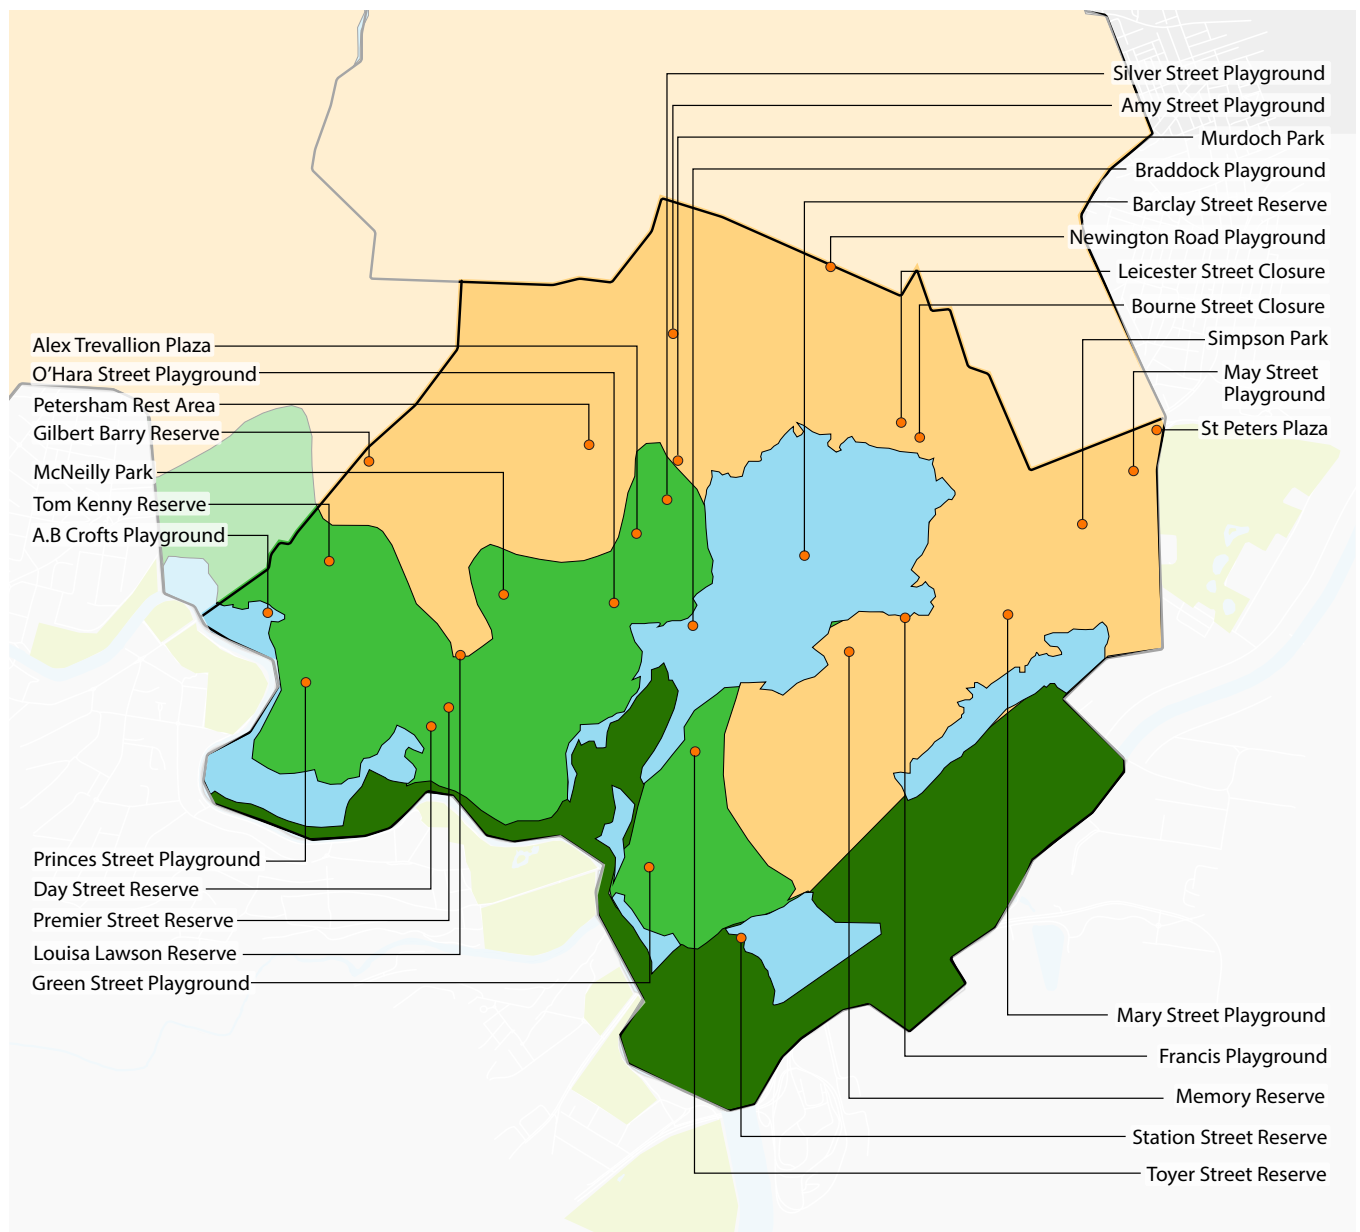 Silver Street Playground
Amy Street Playground
Murdoch Park
Braddock Playground
Barclay Street Reserve
Newington Road Playground
Leicester Street Closure
Bourne Street Closure
Simpson Park
May Street
Playground
St Peters Plaza
Alex Trevallion Plaza
O'Hara Street Playground
Petersham Rest Area
Gilbert Barry Reserve
McNeilly Park
Tom Kenny Reserve
A.B Crofts Playground
Princes Street Playground
Day Street Reserve
Premier Street Reserve
Louisa Lawson Reserve
Green Street Playground
Mary Street Playground
Francis Playground
Memory Reserve
Station Street Reserve
Toyer Street Reserve